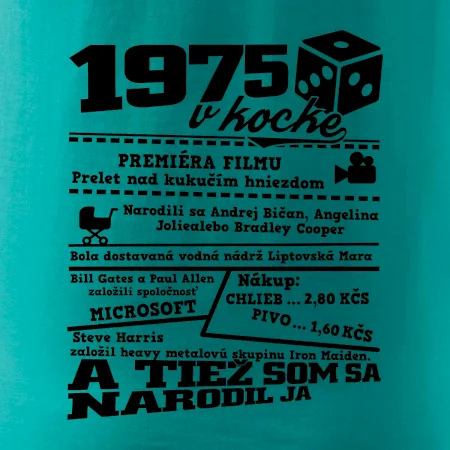 1975
v kocke
PREMIÉRA FILMU
Prelet nad kukučím hniezdom
Narodili sa Andrej Bičan, Angelina
Joliealebo Bradley Cooper
Bola dostavaná vodná nádrž Liptovská Mara
Bill Gates a Paul Allen
založili spoločnosť
MICROSOFT
Nákup:
CHLIEB ... 2,80 KČS
PIVO ... 1,60 KČS
Steve Harris
založil heavy metalovú skupinu Iron Maiden.
A TIEŽ SOM SA
NARODIL JA